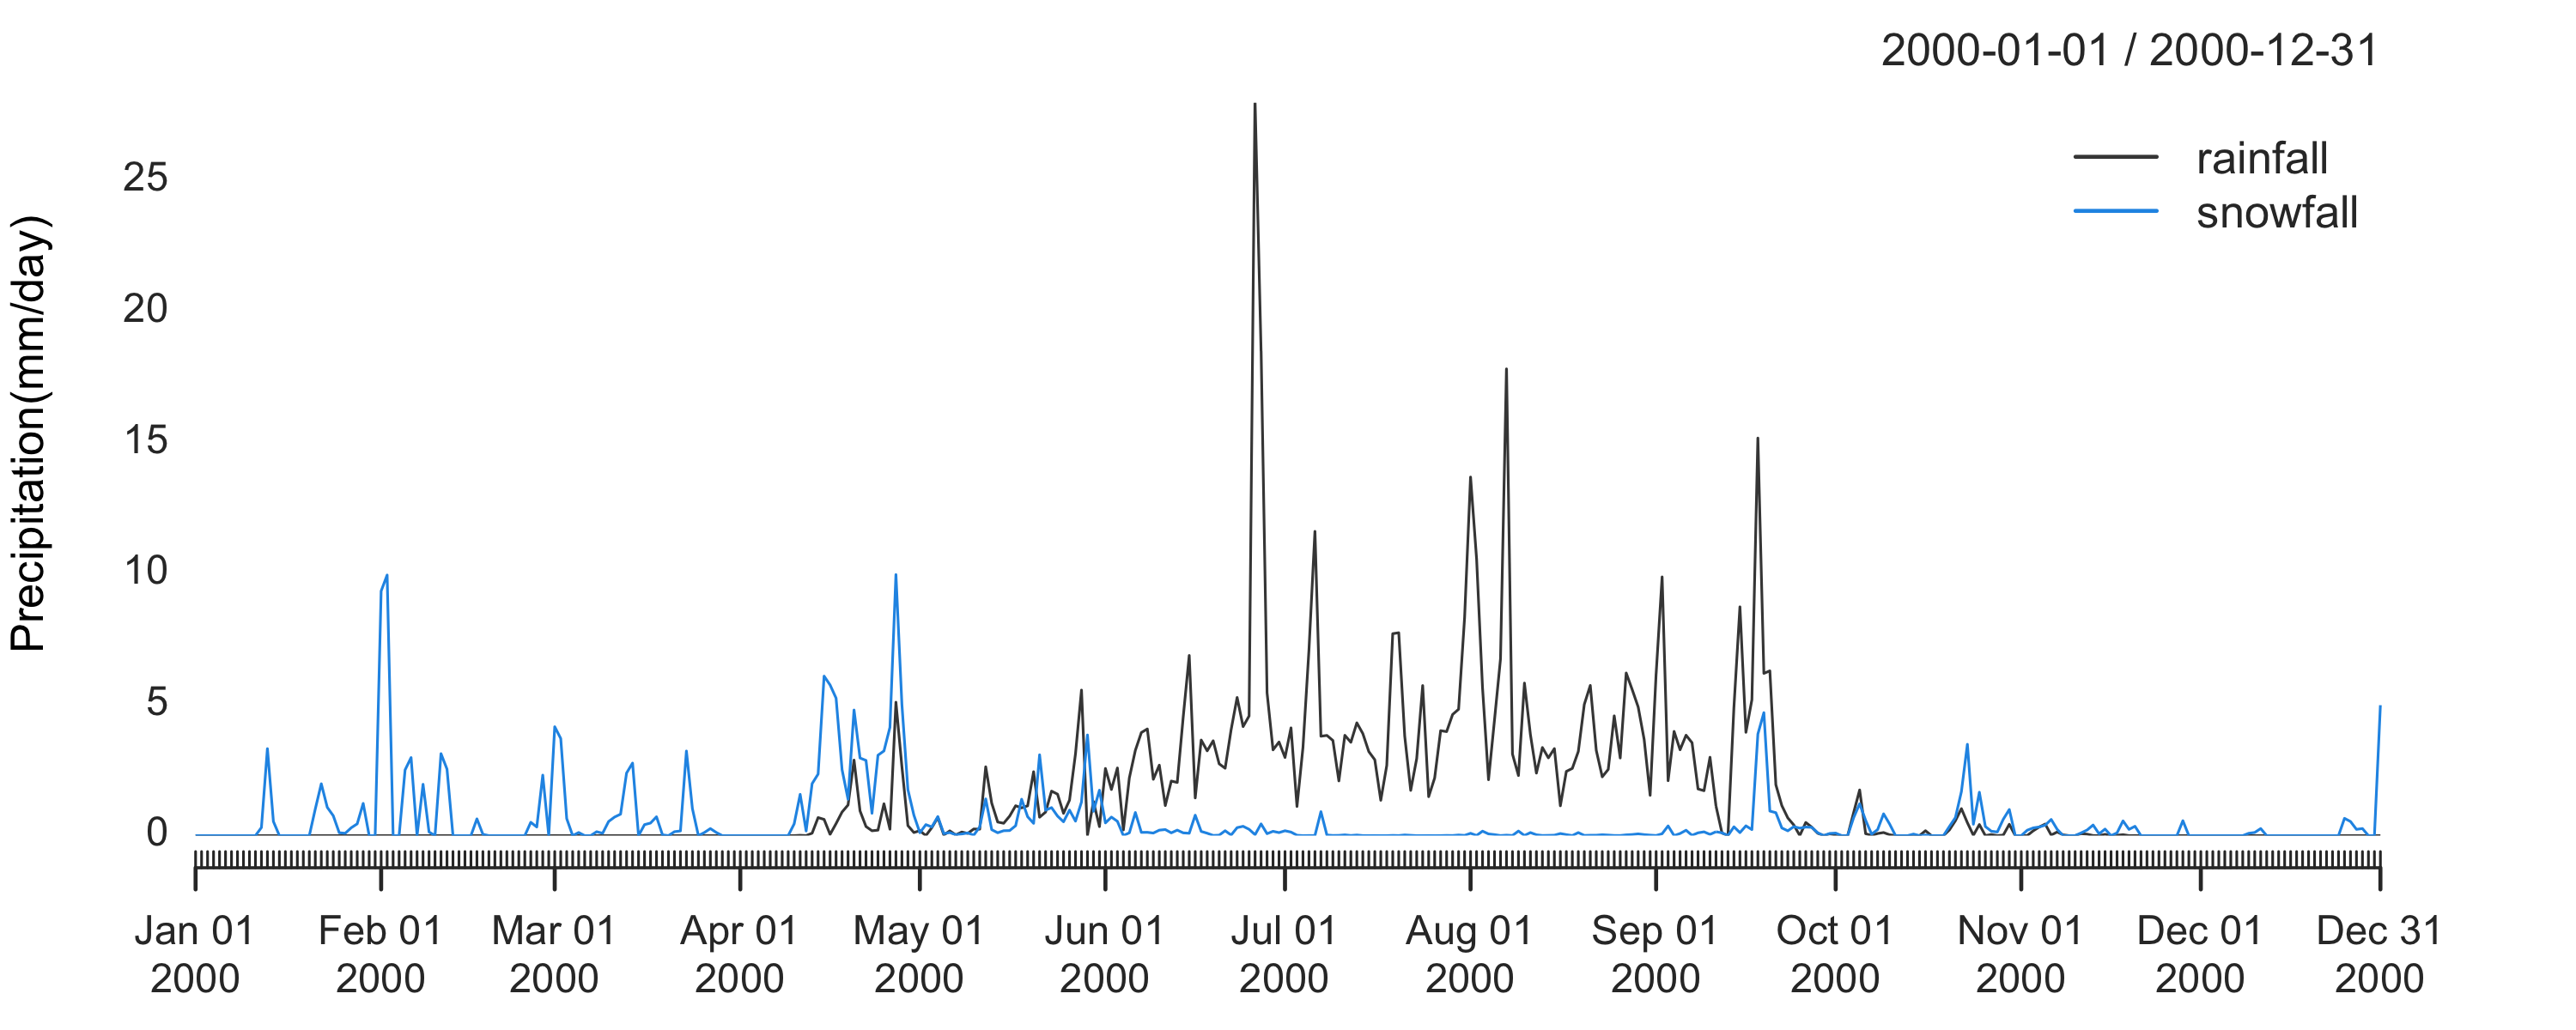 2000-01-01 / 2000-12-31
rainfall
snowfall
Precipitation(mm/day)
25
20
15
10
5
0
Jan 01 Feb 01 Mar 01 Apr 01 May 01 Jun 01 Jul 01 Aug 01 Sep 01 Oct 01 Nov 01 Dec 01 Dec 31
2000 2000 2000 2000 2000 2000 2000 2000 2000 2000 2000 2000 2000